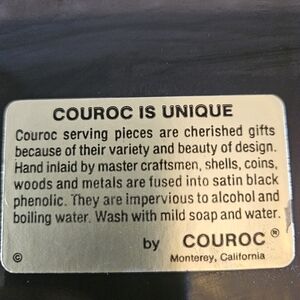 COUROC IS UNIQUE
Couroc serving pieces are cherished gifts
because of their variety and beauty of design.
Hand inlaid by master craftsmen, shells, coins,
woods and metals are fused into satin black
phenolic. They are impervious to alcohol and
boiling water. Wash with mild soap and water.
by COUROC®
© Monterey, California